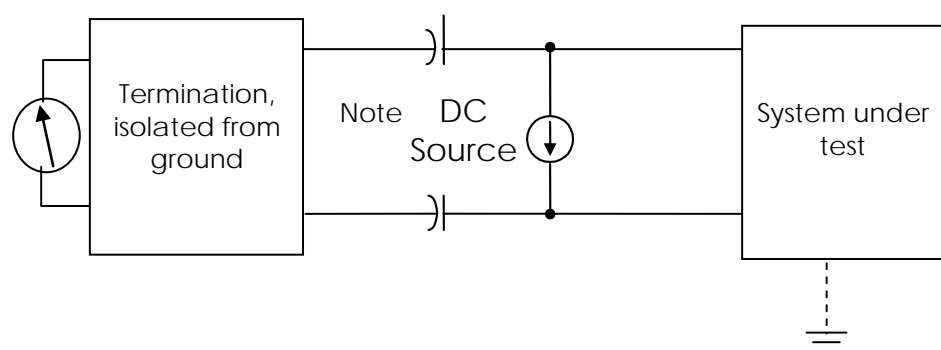 Termination,
isolated from
ground
Note
DC
Source
System under
test